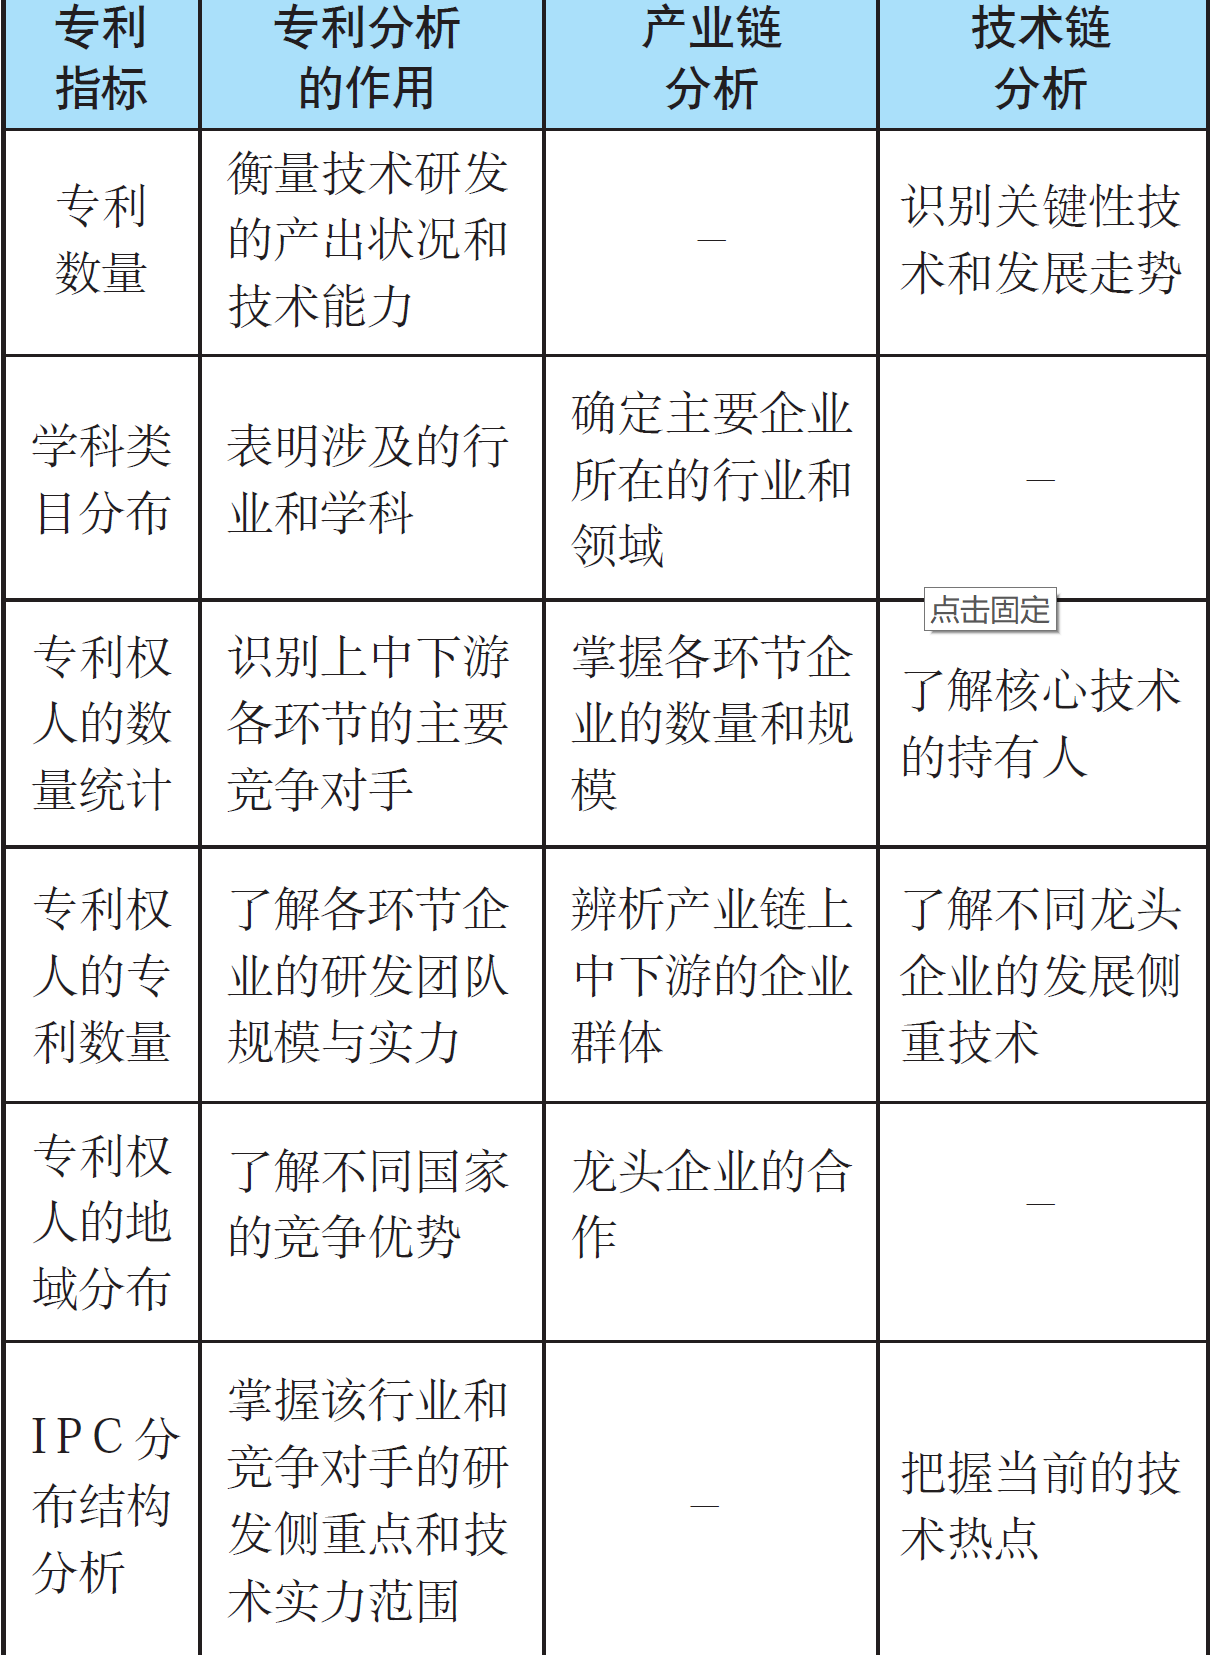 专利
指标
专利分析
的作用
产业链
分析
技术链
分析
专利
数量
衡量技术研发
的产出状况和
技术能力
—
识别关键性技
术和发展走势
学科类
目分布
表明涉及的行
业和学科
确定主要企业
所在的行业和
领域
—
点击固定
专利权
人的数
量统计
识别上中下游
各环节的主要
竞争对手
掌握各环节企
业的数量和规
模
了解核心技术
的持有人
专利权
人的专
利数量
了解各环节企
业的研发团队
规模与实力
辨析产业链上
中下游的企业
群体
了解不同龙头
企业的发展侧
重技术
专利权
人的地
域分布
了解不同国家
的竞争优势
龙头企业的合
作
—
IPC分
布结构
分析
掌握该行业和
竞争对手的研
发侧重点和技
术实力范围
—
把握当前的技
术热点